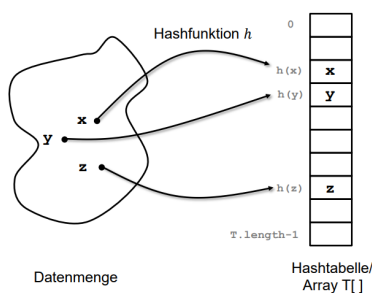 0
Hashfunktion h
h(x) x
x
h(y) y
y
z
h(z) z
T.length-1
Datenmenge
Hashtabelle/
Array T[ ]